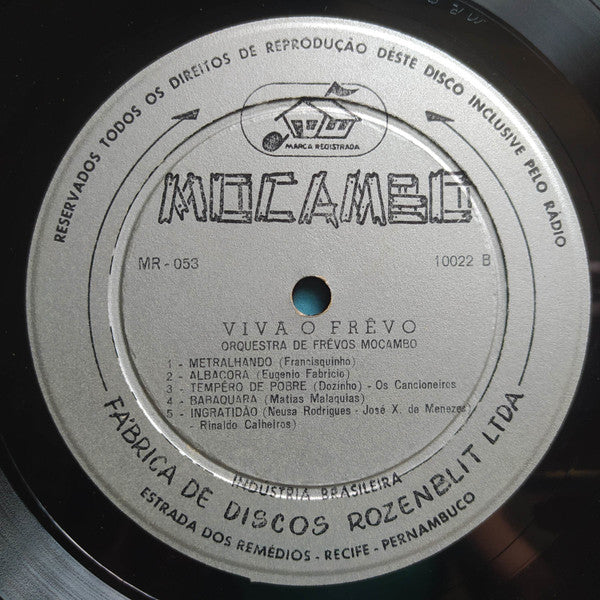 RESERVADOS TODOS OS DIREITOS DE REPRODUÇÃO DÊSTE DISCO INCLUSIVE PELO RÁDIO
MARCA REGISTRADA
MOCAMBO
MR - 053
10022 B
VIVA O FRÊVO
ORQUESTRA DE FRÊVOS MOCAMBO
1 - METRALHANDO (Francisquinho)
2 - ALBACORA (Eugenio Fabricio)
3 - TEMPÊRO DE POBRE (Dozinho) - Os Cancioneiros
4 - BABAQUARA (Matias Malaquias)
5 - INGRATIDÃO (Neusa Rodrigues - José X. de Menezes)
- Rinaldo Calheiros)
INDUSTRIA BRASILEIRA
FÁBRICA DE DISCOS ROZENBLIT LTDA
ESTRADA DOS REMÉDIOS - RECIFE - PERNAMBUCO